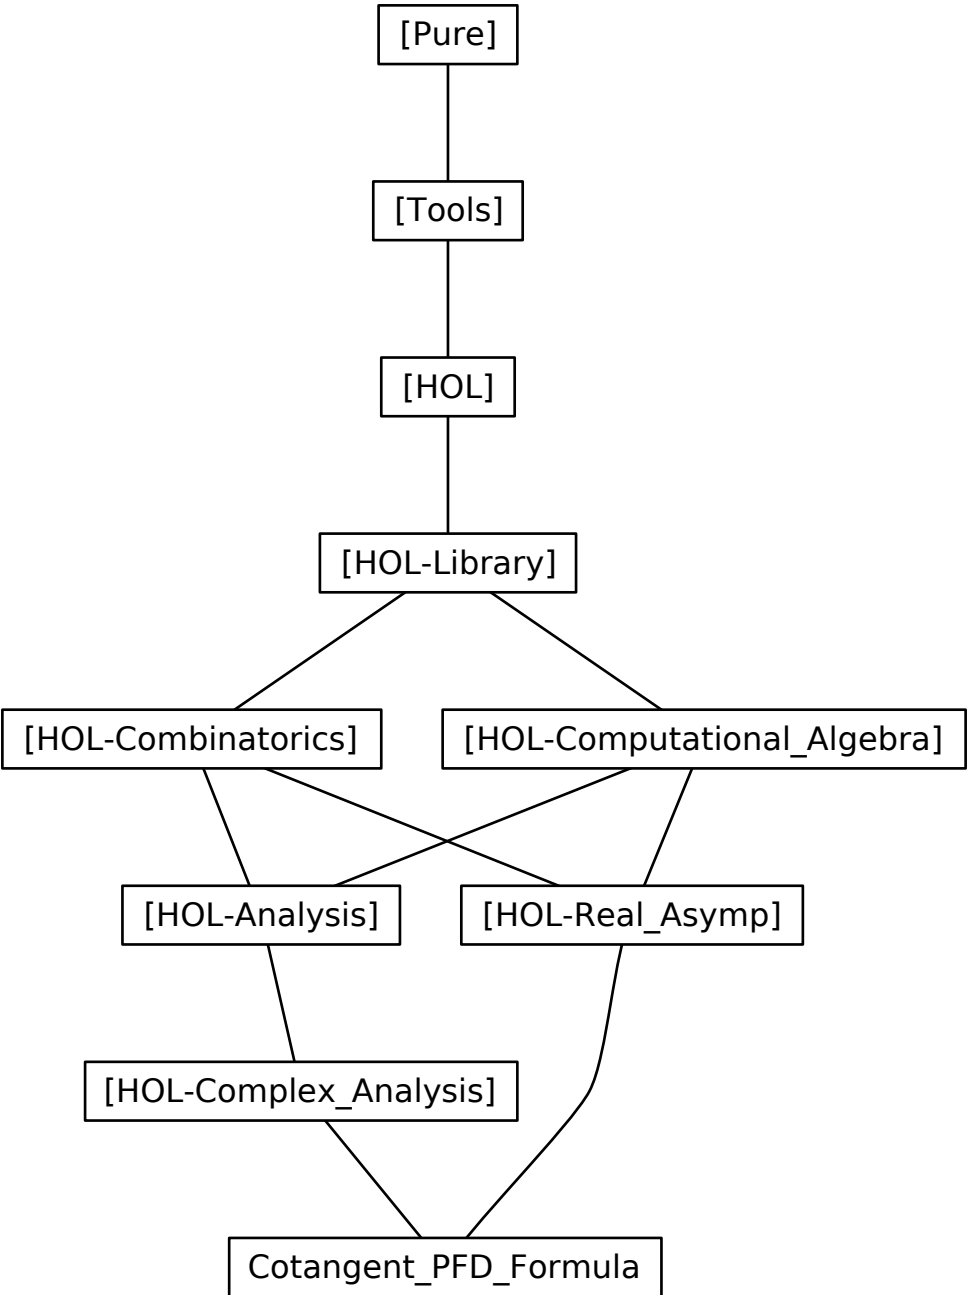 [Pure]
[Tools]
[HOL]
[HOL-Library]
[HOL-Combinatorics]
[HOL-Computational_Algebra]
[HOL-Analysis]
[HOL-Real_Asymp]
[HOL-Complex_Analysis]
Cotangent_PFD_Formula